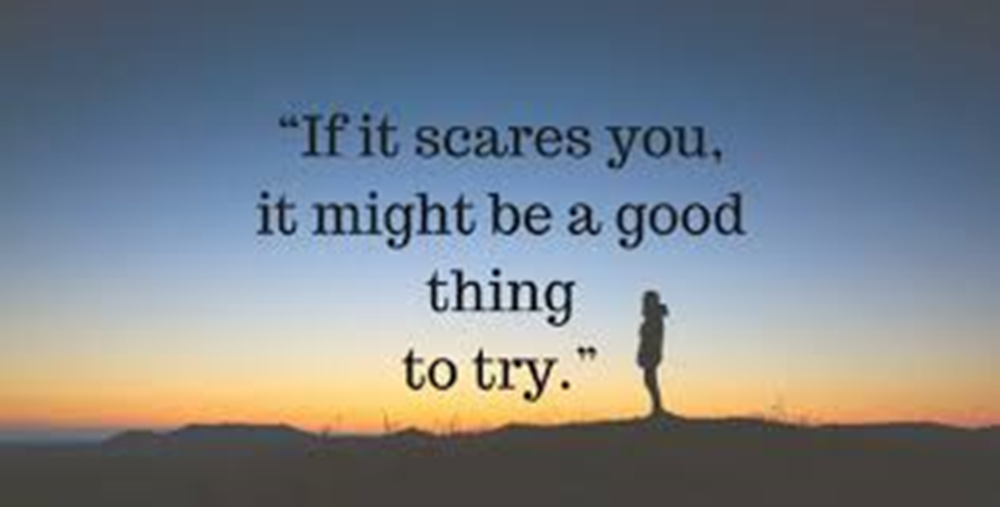 “If it scares you,
it might be a good
thing
to try.”